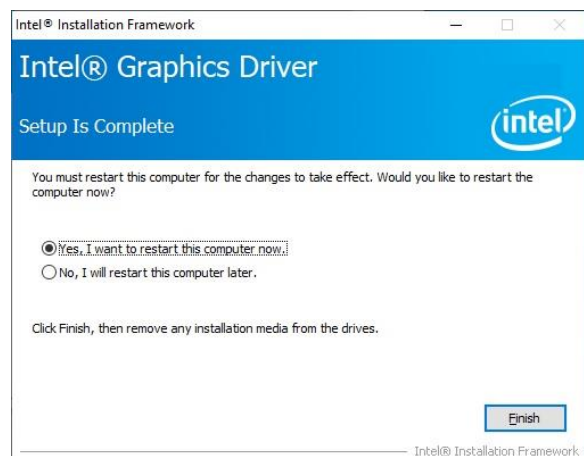 Intel® Installation Framework
Intel® Graphics Driver
Setup Is Complete
intel
You must restart this computer for the changes to take effect. Would you like to restart the
computer now?
Yes, I want to restart this computer now.
No, I will restart this computer later.
Click Finish, then remove any installation media from the drives.
Finish
Intel® Installation Framework